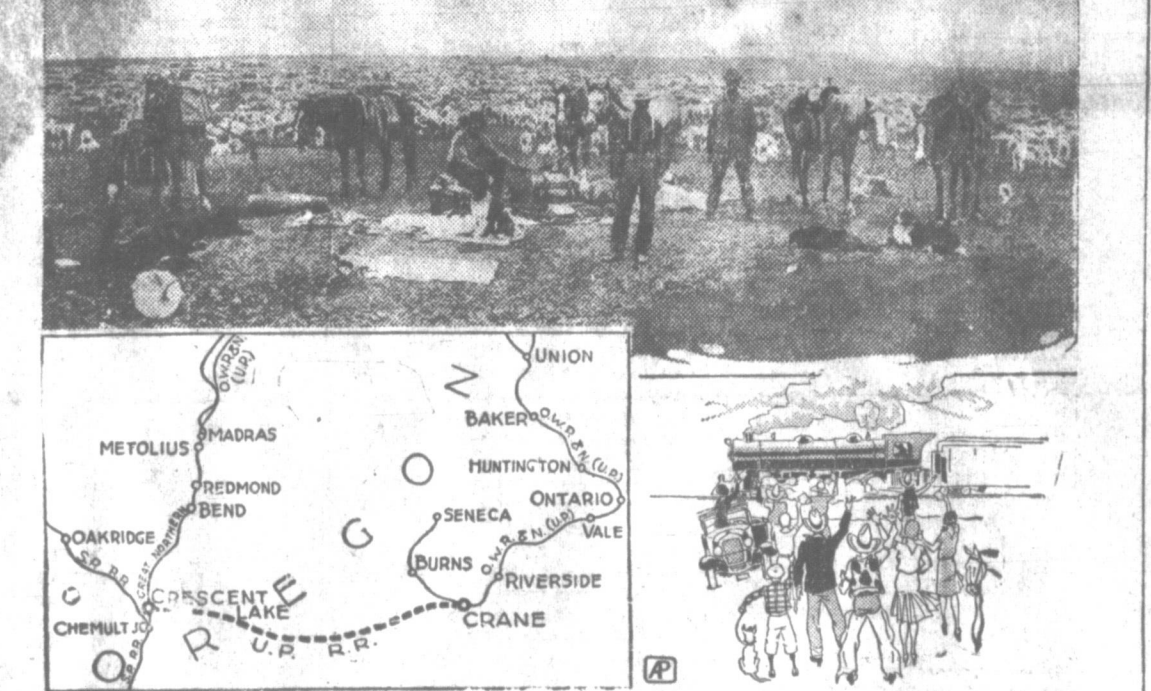 O.W.R.&N.
(U.P.)
UNION
BAKER
O.W.R.&N.(U.P.)
MADRAS
METOLIUS
HUNTINGTON
REDMOND
BEND
ONTARIO
VALE
SENECA
OAKRIDGE
S.P. R.R.
GREAT NORTHERN
BURNS
O.W.R.&N.(U.P.)
RIVERSIDE
CRESCENT
LAKE
CRANE
CHEMULT JC.
U.P. R.R.
S.P. R.R.
O R E G O N
AP